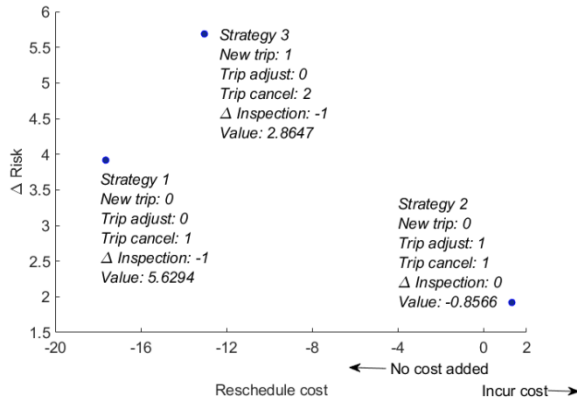 6
5.5
5
4.5
4
3.5
3
2.5
2
1.5
Δ Risk
Strategy 3
New trip: 1
Trip adjust: 0
Trip cancel: 2
Δ Inspection: -1
Value: 2.8647
Strategy 1
New trip: 0
Trip adjust: 0
Trip cancel: 1
Δ Inspection: -1
Value: 5.6294
Strategy 2
New trip: 0
Trip adjust: 1
Trip cancel: 1
Δ Inspection: 0
Value: -0.8566
-20 -16 -12 -8 -4 0 2
No cost added
Reschedule cost
Incur cost